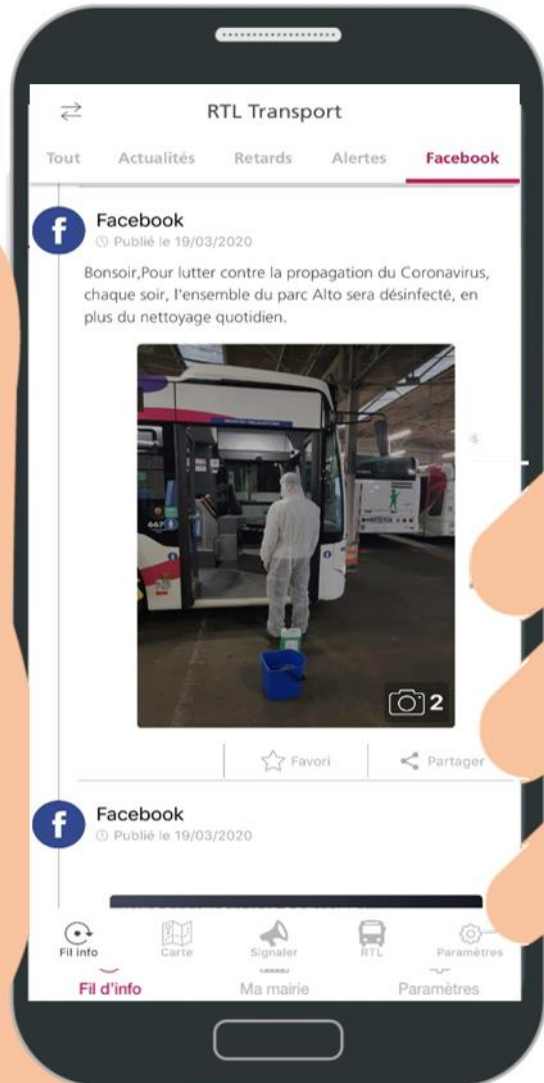 RTL Transport
Tout Actualités Retards Alertes Facebook
Facebook
Publié le 19/03/2020
Bonsoir,Pour lutter contre la propagation du Coronavirus,
chaque soir, l'ensemble du parc Alto sera désinfecté, en
plus du nettoyage quotidien.
667
2
Favori Partager
Facebook
Publié le 19/03/2020
Fil info Carte Signaler RTL Paramètres
Fil d'info Ma mairie Paramètres